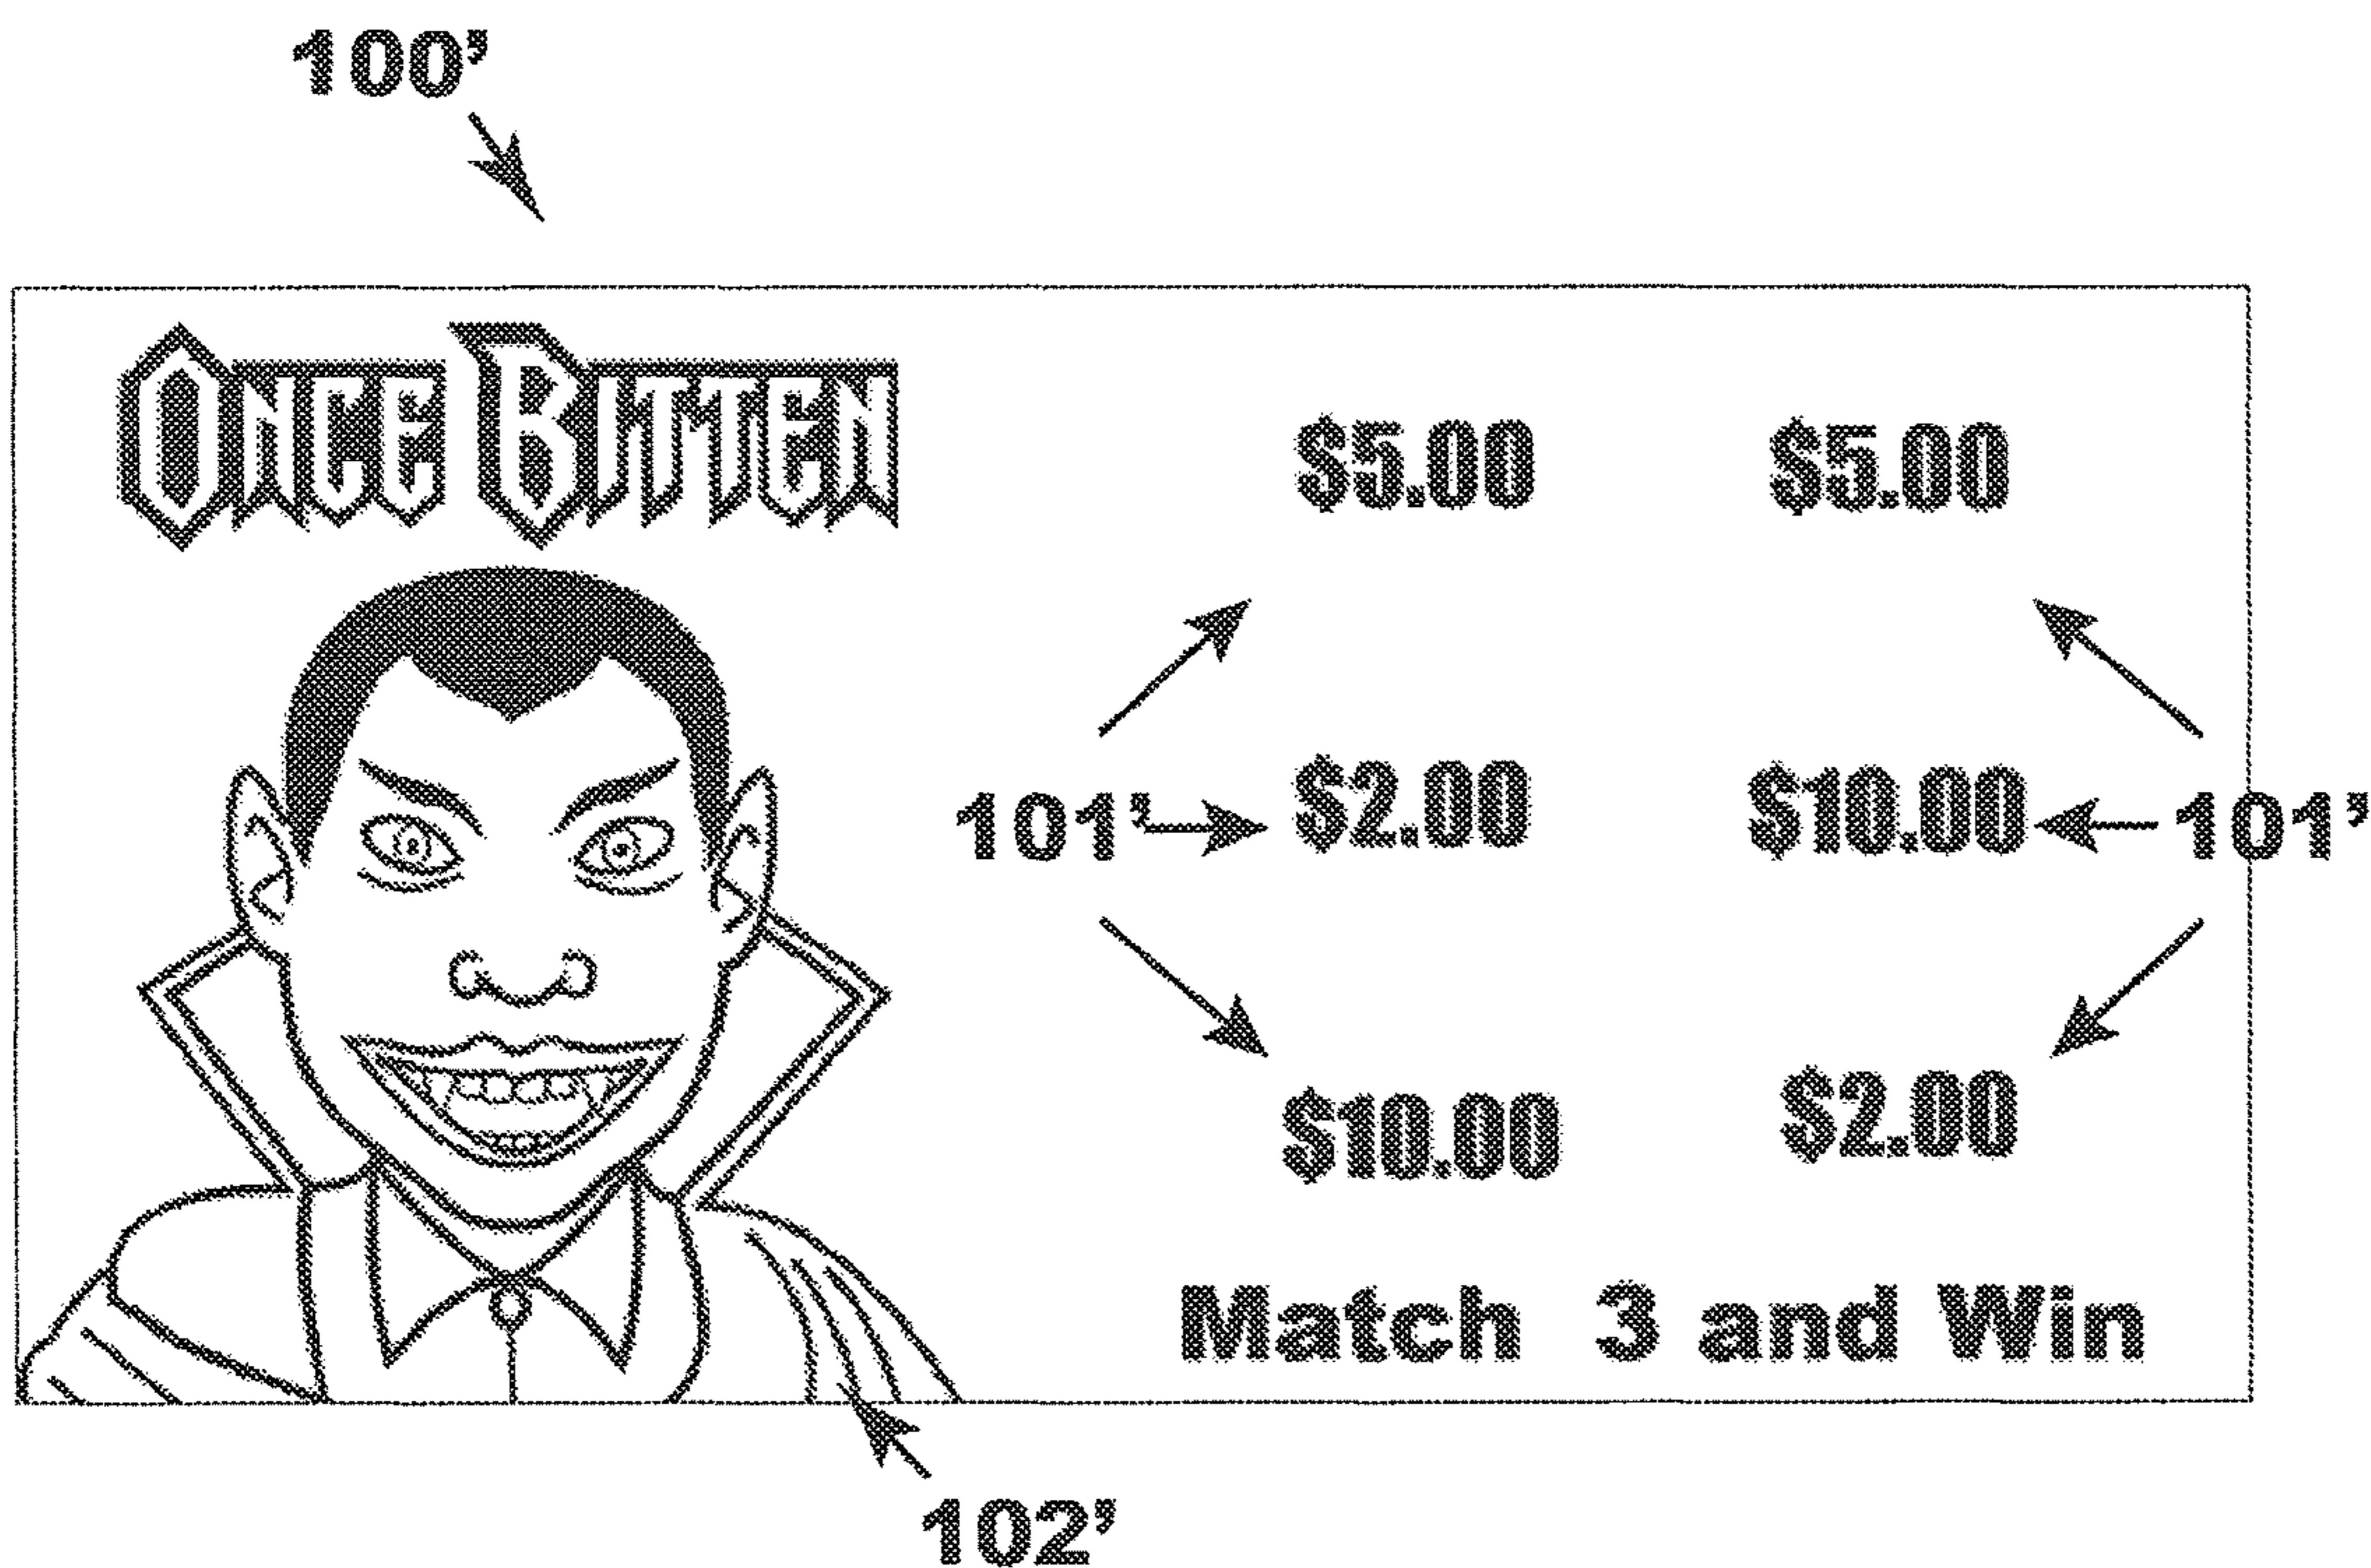 100'
ONCE BITTEN
$5.00 $5.00
101' $2.00 $10.00 101'
$10.00 $2.00
Match 3 and Win
102'